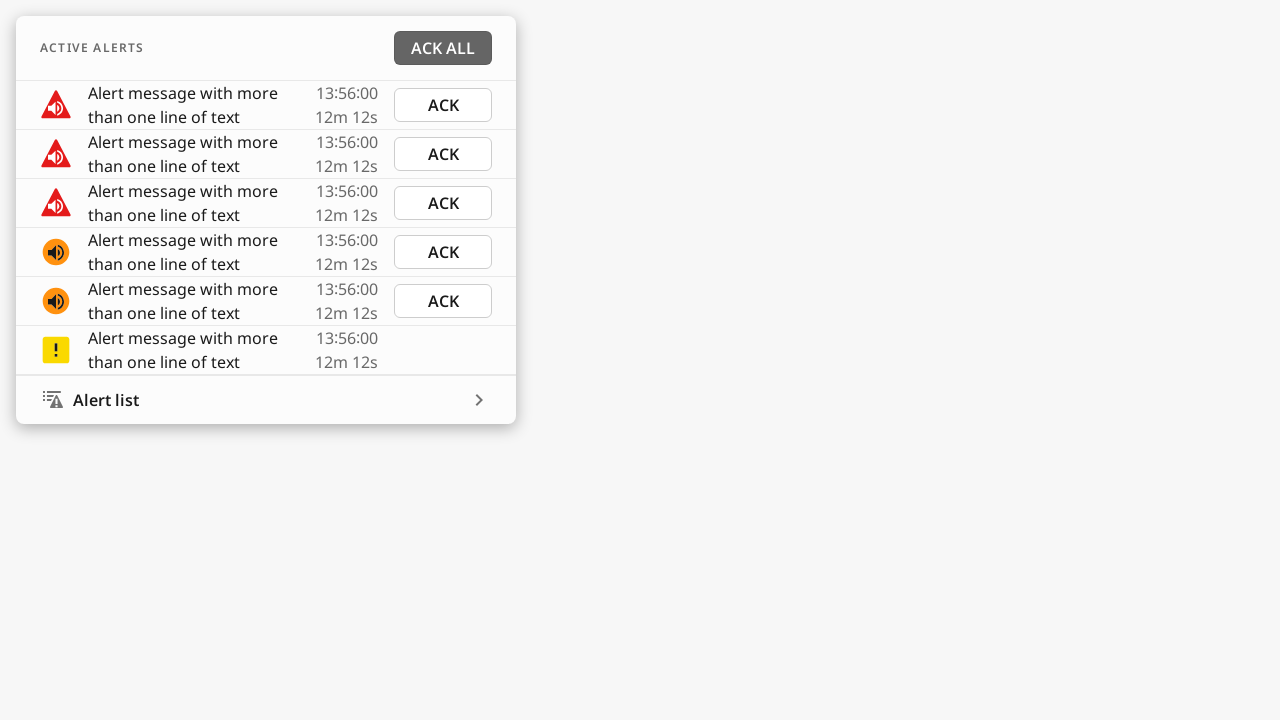 ACTIVE ALERTS
ACK ALL
Alert message with more
than one line of text
13:56:00
12m 12s
ACK
Alert message with more
than one line of text
13:56:00
12m 12s
ACK
Alert message with more
than one line of text
13:56:00
12m 12s
ACK
Alert message with more
than one line of text
13:56:00
12m 12s
ACK
Alert message with more
than one line of text
13:56:00
12m 12s
ACK
Alert message with more
than one line of text
13:56:00
12m 12s
Alert list